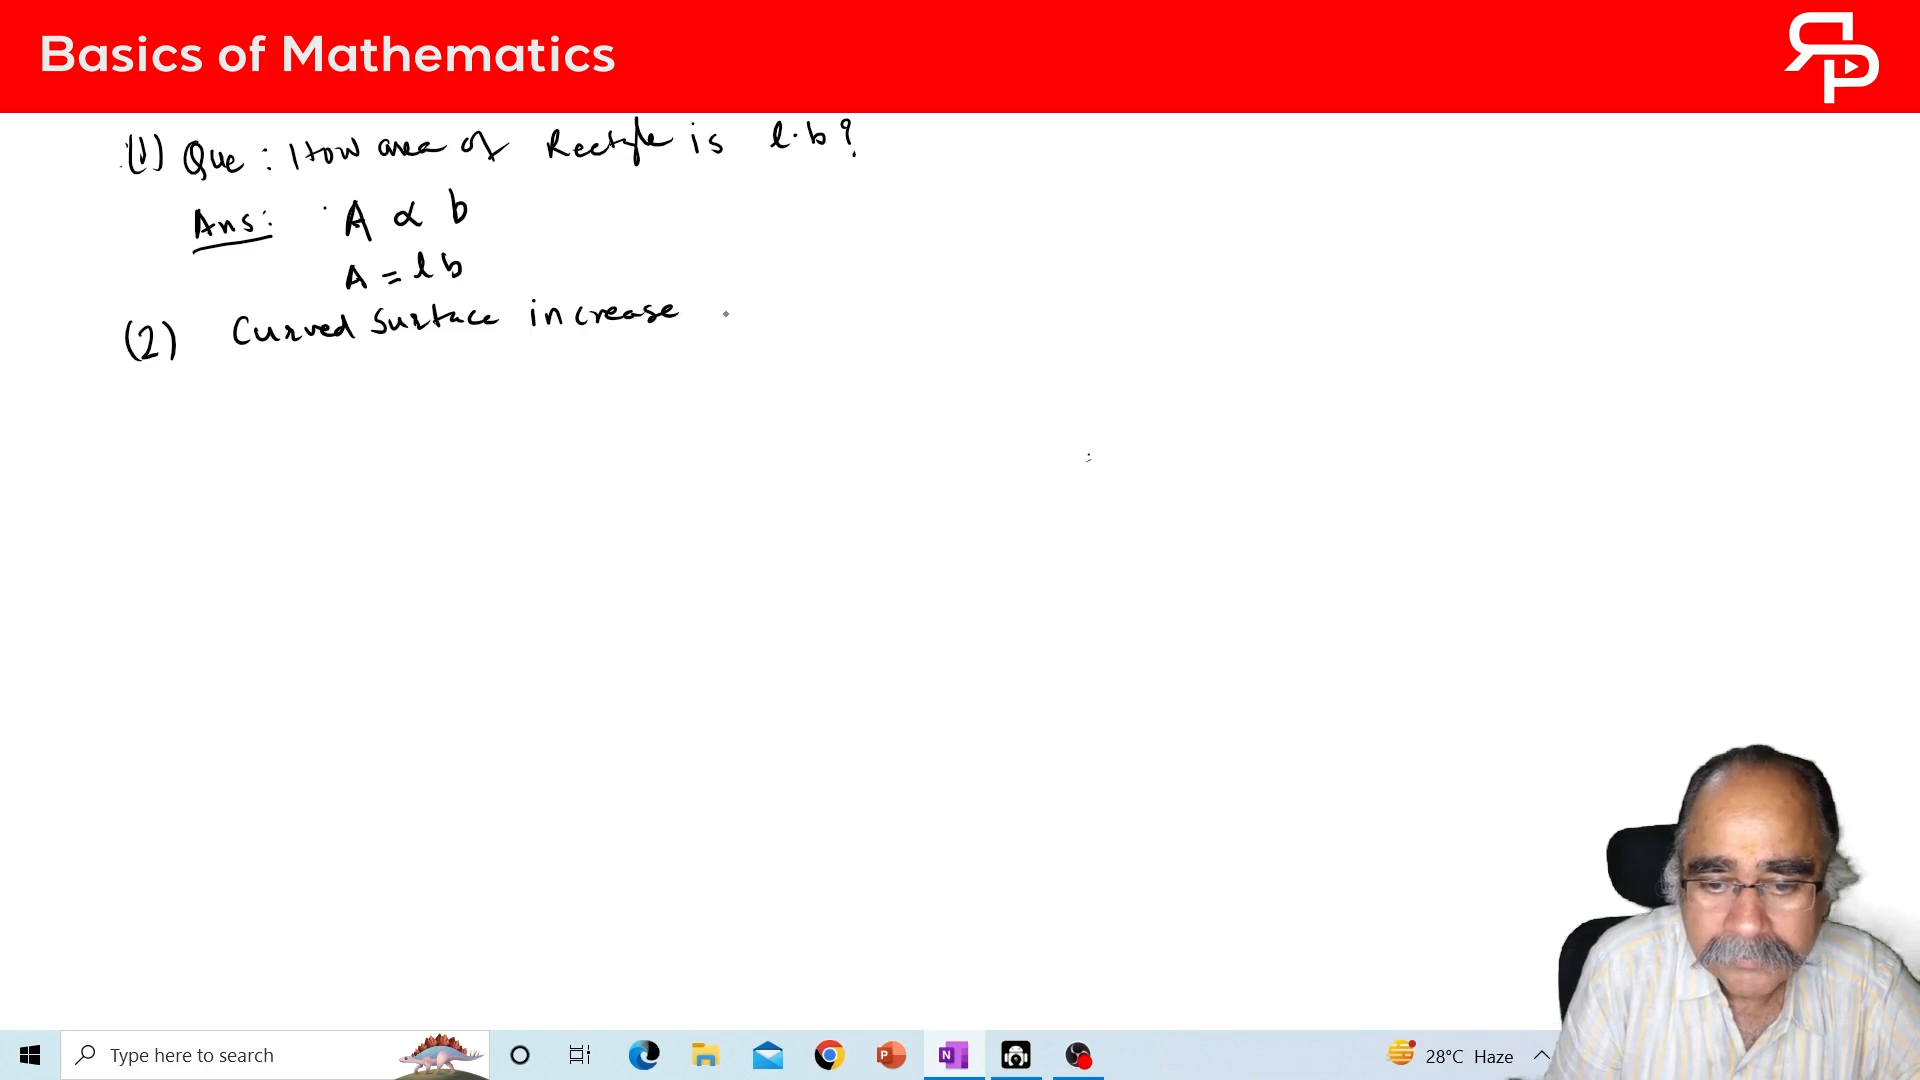 Basics of Mathematics
(1) Que: How area of Rectangle is l·b?
Ans: A ∝ b
A = lb
(2) Curved Surface increase
Type here to search
28°C Haze